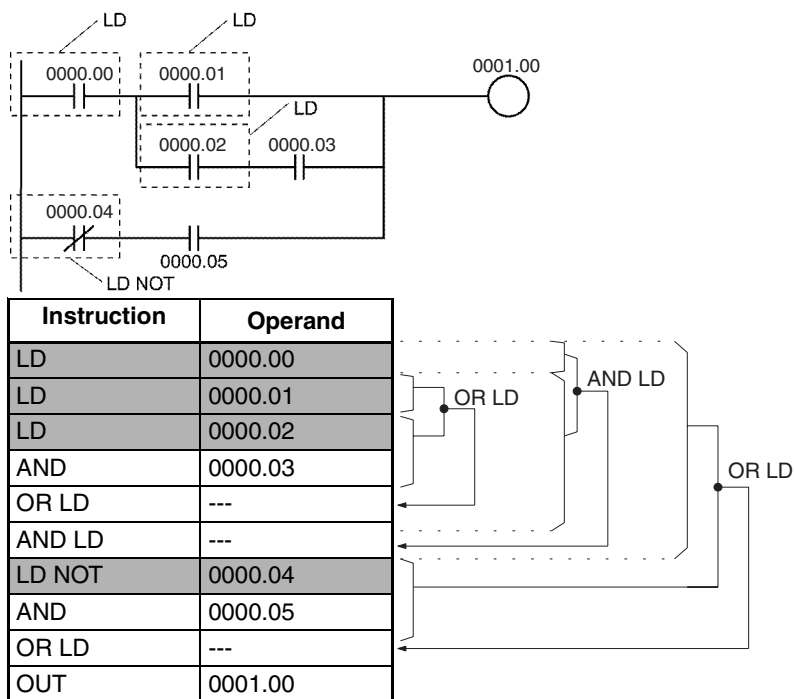 LD LD
0000.00 0000.01 0001.00
LD
0000.02 0000.03
0000.04
0000.05
LD NOT
Instruction Operand
LD 0000.00
LD 0000.01
LD 0000.02
AND 0000.03
OR LD ---
AND LD ---
LD NOT 0000.04
AND 0000.05
OR LD ---
OUT 0001.00
AND LD
OR LD
OR LD